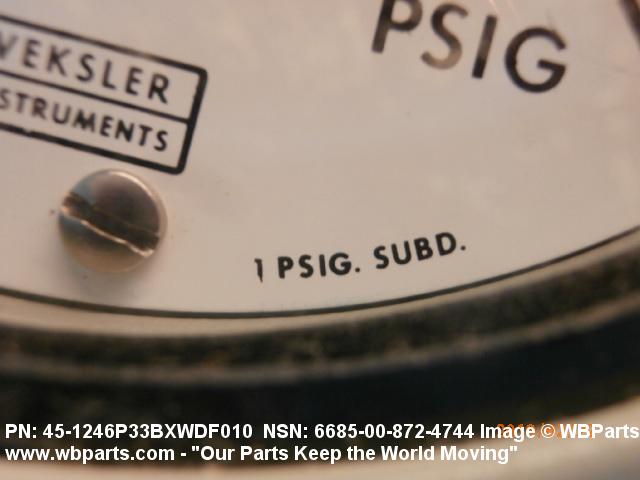 PSIG
WEKSLER
STRUMENTS
1 PSIG. SUBD.
PN: 45-1246P33BXWDF010 NSN: 6685-00-872-4744 Image © WBParts
www.wbparts.com - "Our Parts Keep the World Moving"